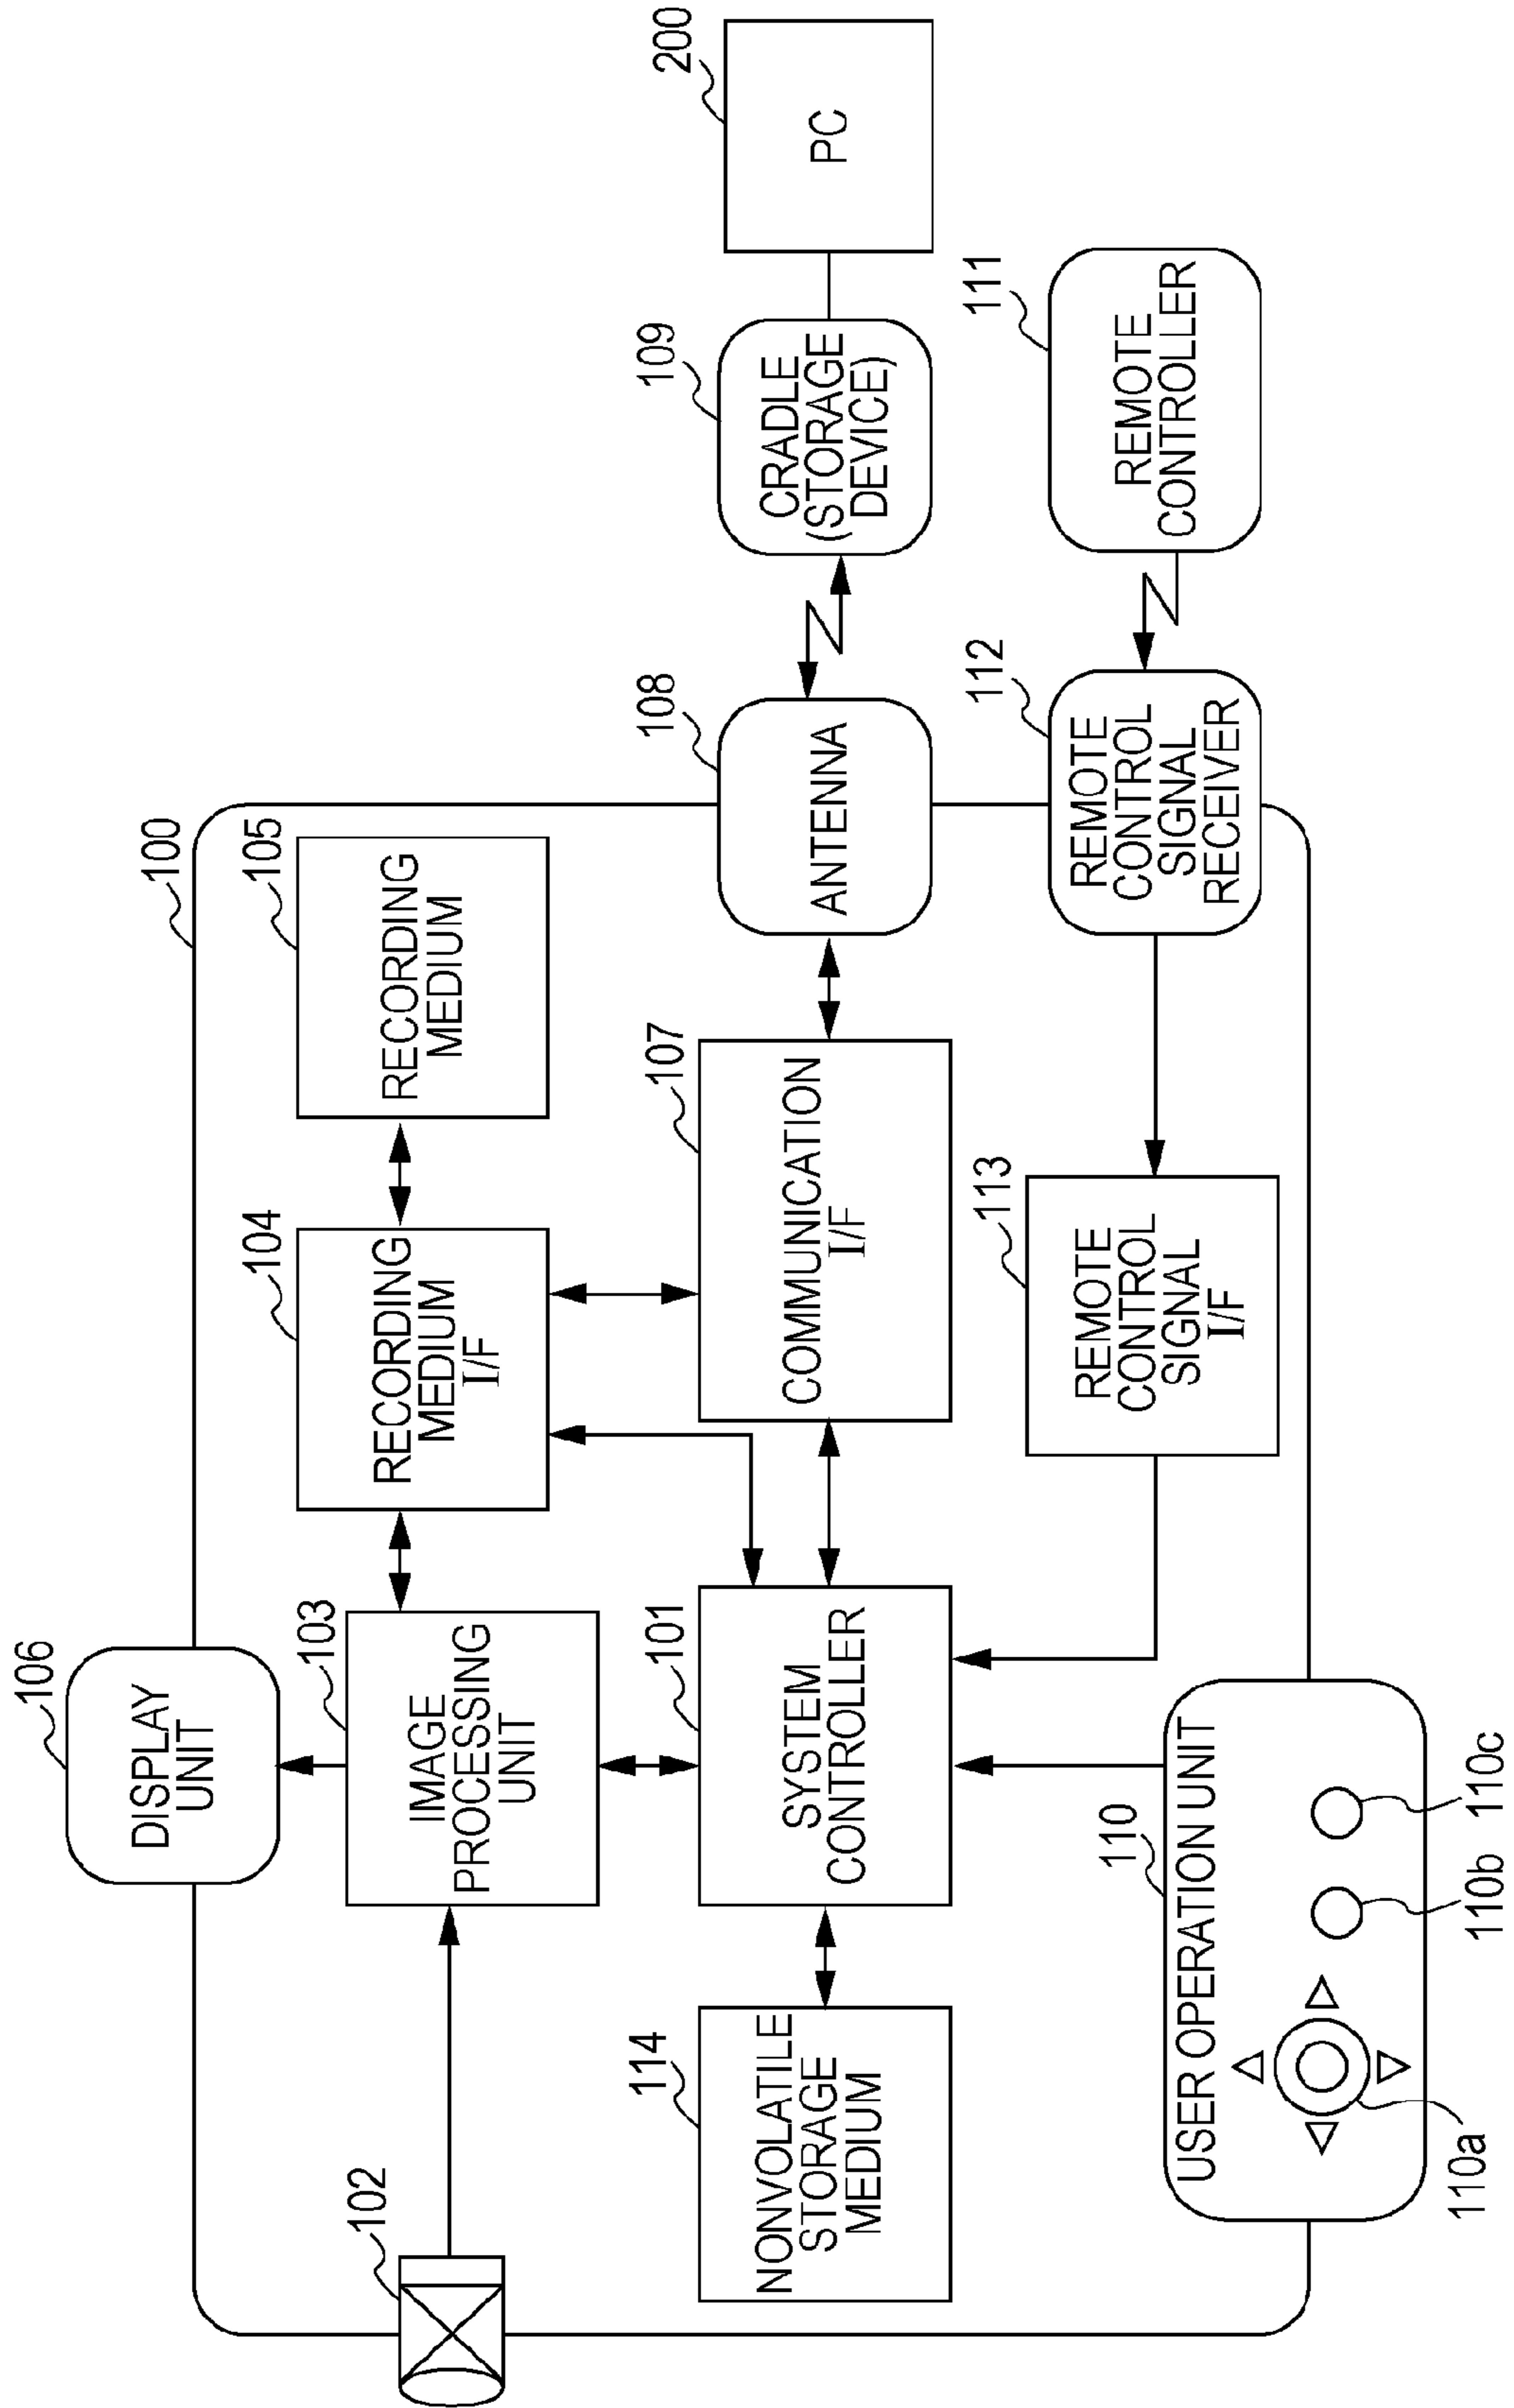 106
DISPLAY
UNIT
100
102
103
IMAGE
PROCESSING
UNIT
104
RECORDING
MEDIUM
I/F
105
RECORDING
MEDIUM
114
NONVOLATILE
STORAGE
MEDIUM
101
SYSTEM
CONTROLLER
107
COMMUNICATION
I/F
108
ANTENNA
109
CRADLE
(STORAGE
DEVICE)
200
PC
110
USER OPERATION UNIT
110a
110b
110c
113
REMOTE
CONTROL
SIGNAL
I/F
112
REMOTE
CONTROL
SIGNAL
RECEIVER
111
REMOTE
CONTROLLER